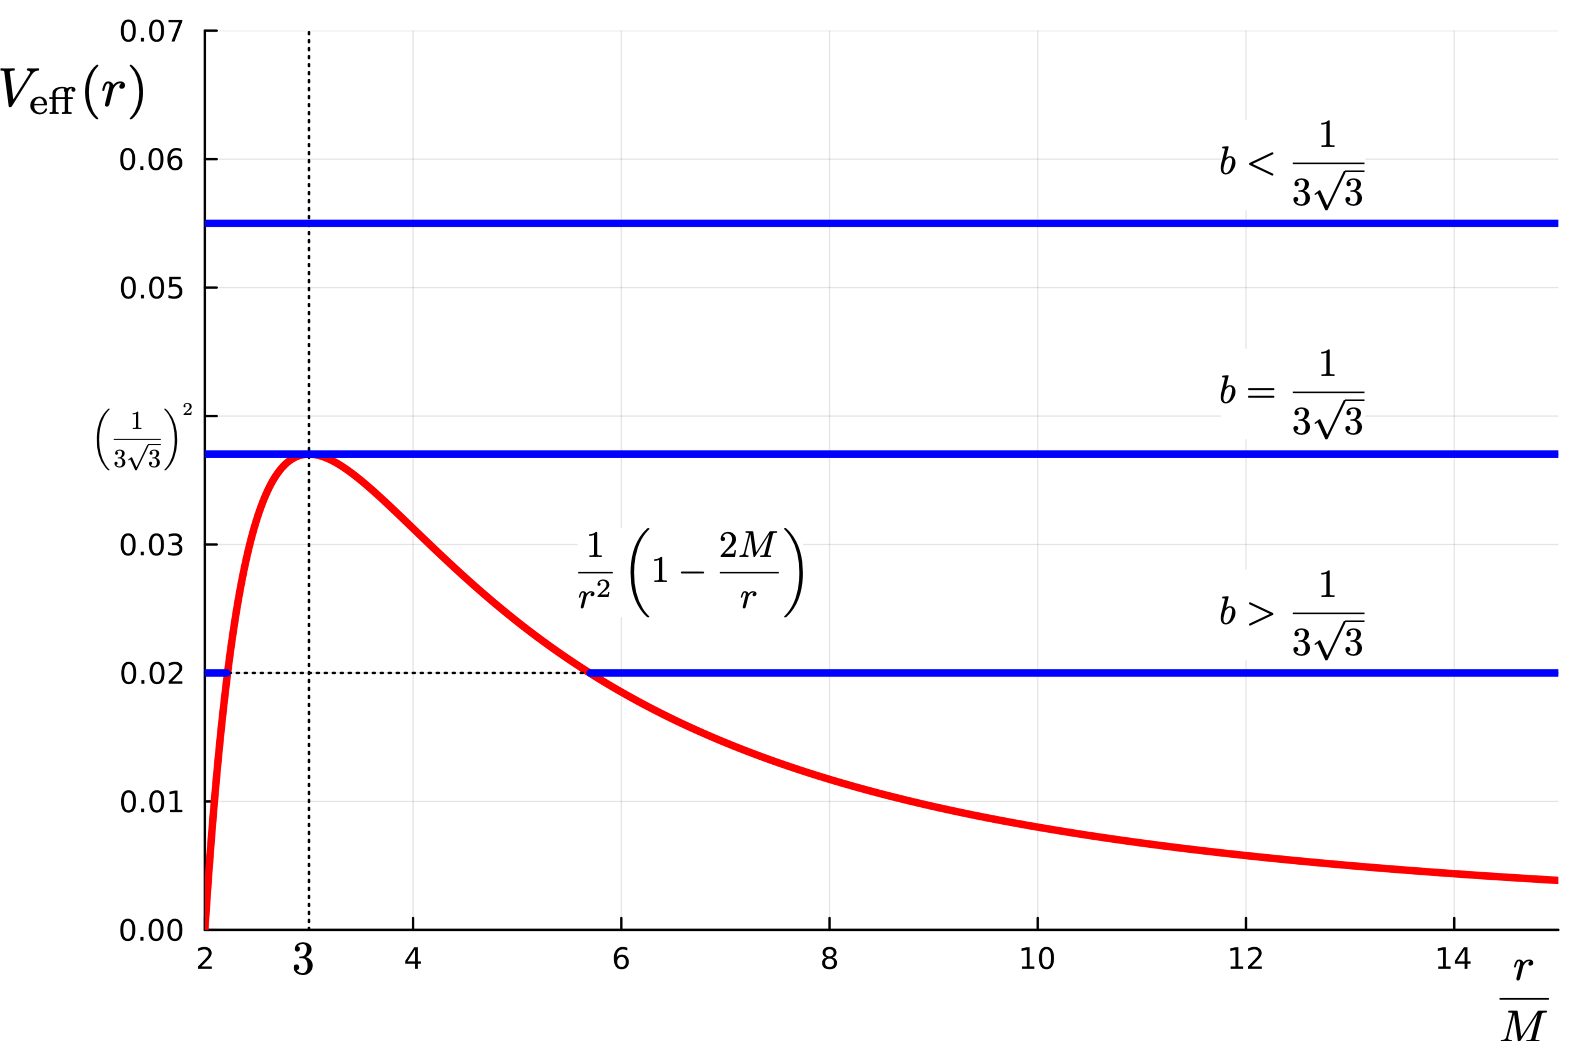 0.07
V_eff(r)
0.06
b < 1/(3√3)
0.05
b = 1/(3√3)
(1/(3√3))^2
0.03
1/r^2 (1 − 2M/r)
b > 1/(3√3)
0.02
0.01
0.00
2 3 4 6 8 10 12 14
r/M